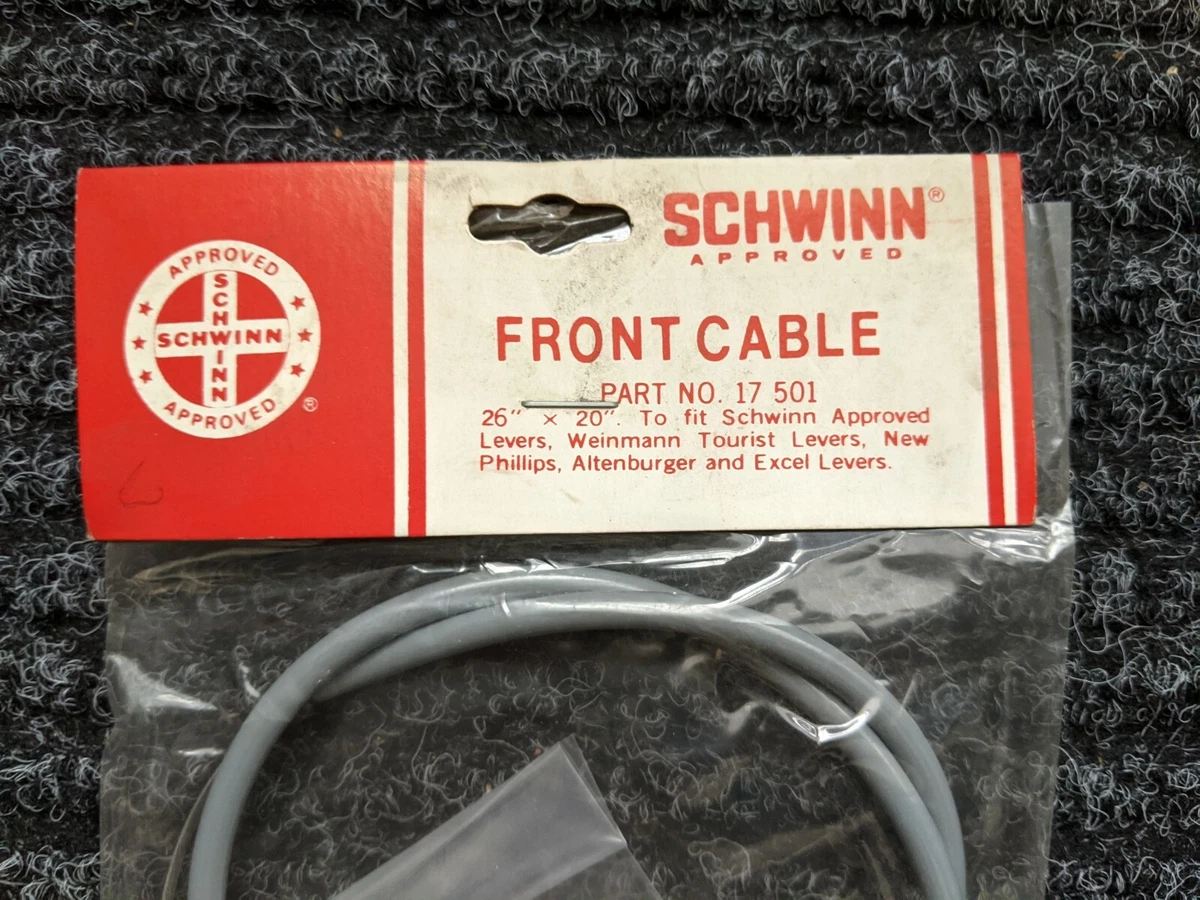 APPROVED
SCHWINN
SCHWINN
APPROVED
®
SCHWINN®
APPROVED
FRONT CABLE
PART NO. 17 501
26" × 20". To fit Schwinn Approved
Levers, Weinmann Tourist Levers, New
Phillips, Altenburger and Excel Levers.